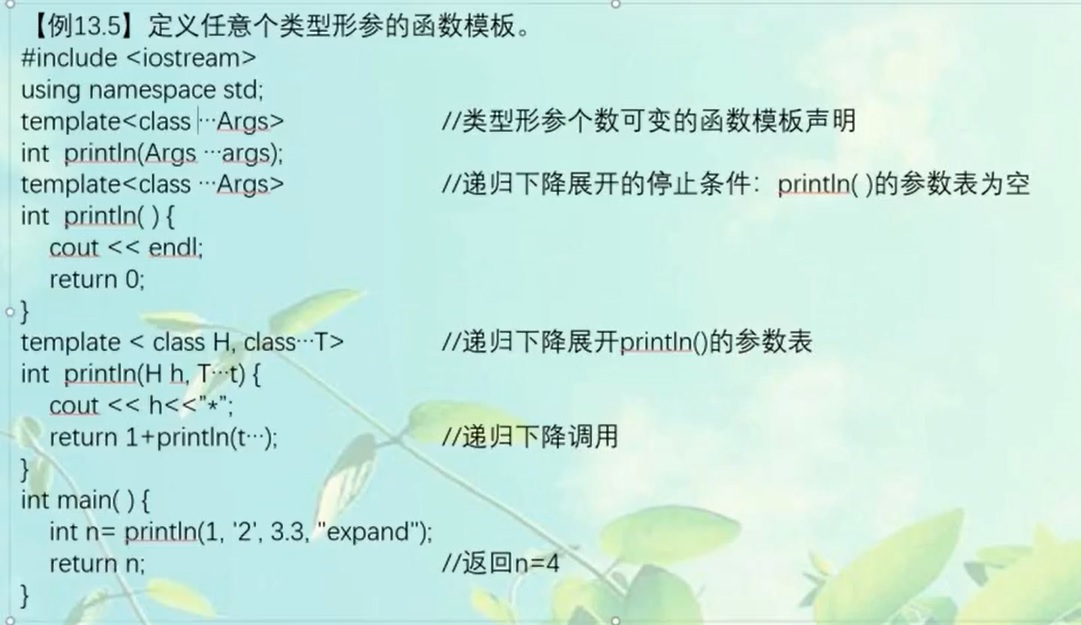 【例13.5】定义任意个类型形参的函数模板。
#include <iostream>
using namespace std;
template<class ···Args> //类型形参个数可变的函数模板声明
int println(Args ···args);
template<class ···Args> //递归下降展开的停止条件：println( )的参数表为空
int println( ) {
cout << endl;
return 0;
}
template < class H, class···T> //递归下降展开println()的参数表
int println(H h, T···t) {
cout << h<<”*”;
return 1+println(t···); //递归下降调用
}
int main( ) {
int n= println(1, '2', 3.3, "expand");
return n; //返回n=4
}